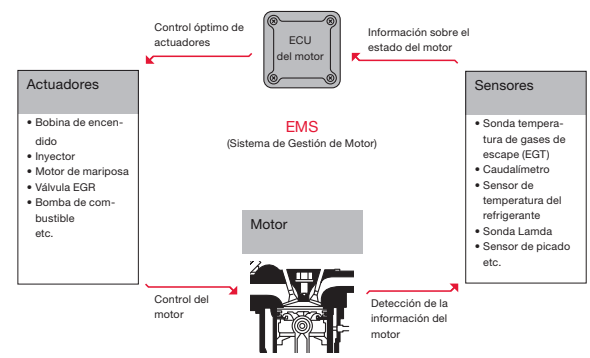 Control óptimo de
actuadores
ECU
del motor
Información sobre el
estado del motor
Actuadores
• Bobina de encen-
dido
• Inyector
• Motor de mariposa
• Válvula EGR
• Bomba de com-
bustible
etc.
EMS
(Sistema de Gestión de Motor)
Sensores
• Sonda tempera-
tura de gases de
escape (EGT)
• Caudalímetro
• Sensor de
temperatura del
refrigerante
• Sonda Lamda
• Sensor de picado
etc.
Motor
Control del
motor
Detección de la
información del
motor